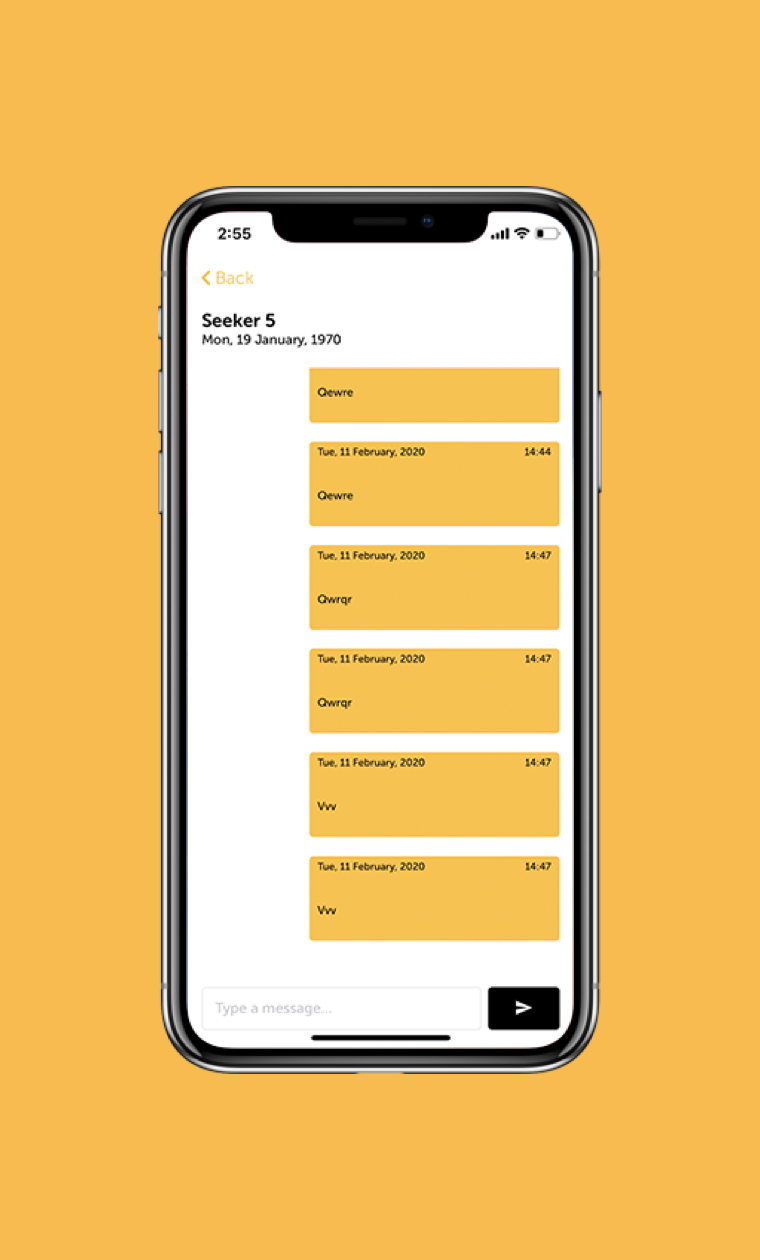 2:55
Back
Seeker 5
Mon, 19 January, 1970
Qewre
Tue, 11 February, 2020 14:44
Qewre
Tue, 11 February, 2020 14:47
Qwrqr
Tue, 11 February, 2020 14:47
Qwrqr
Tue, 11 February, 2020 14:47
Vvv
Tue, 11 February, 2020 14:47
Vvv
Type a message...